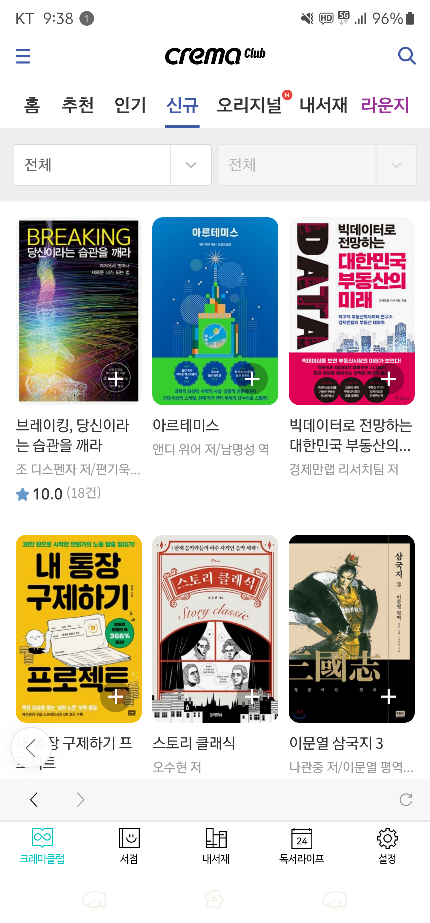 KT 9:38 1
HD 5G 96%
crema Club
홈 추천 인기 신규 오리지널 N 내서재 라운지
전체 전체
BREAKING
당신이라는 습관을 깨라
아르테미스
빅데이터로
전망하는
대한민국
부동산의
미래
DATA
브레이킹, 당신이라
는 습관을 깨라
조 디스펜자 저/편기욱...
10.0 (18건)
아르테미스
앤디 위어 저/남명성 역
빅데이터로 전망하는
대한민국 부동산의...
경제만랩 리서치팀 저
내 통장
구제하기
366%
프로젝트
스토리 클래식
Story classic
삼국지 3
이문열 평역
三國志
장 구제하기 프
스토리 클래식
오수현 저
이문열 삼국지 3
나관중 저/이문열 평역...
크레마클럽 서점 내서재 24 독서라이프 설정